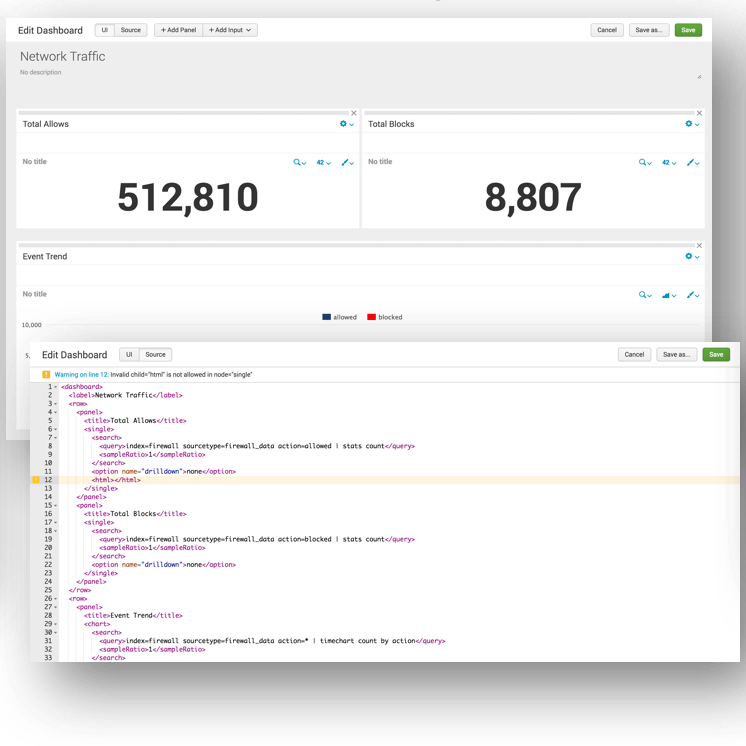 Edit Dashboard UI Source + Add Panel + Add Input Cancel Save as... Save
Network Traffic
No description
Total Allows
Total Blocks
No title 42
No title 42
512,810
8,807
Event Trend
No title
allowed blocked
10,000
5,
Edit Dashboard UI Source Cancel Save as... Save
! Warning on line 12: Invalid child="html" is not allowed in node="single"
1 <dashboard>
2 <label>Network Traffic</label>
3 <row>
4 <panel>
5 <title>Total Allows</title>
6 <single>
7 <search>
8 <query>index=firewall sourcetype=firewall_data action=allowed | stats count</query>
9 <sampleRatio>1</sampleRatio>
10 </search>
11 <option name="drilldown">none</option>
! 12 <html></html>
13 </single>
14 </panel>
15 <panel>
16 <title>Total Blocks</title>
17 <single>
18 <search>
19 <query>index=firewall sourcetype=firewall_data action=blocked | stats count</query>
20 <sampleRatio>1</sampleRatio>
21 </search>
22 <option name="drilldown">none</option>
23 </single>
24 </panel>
25 </row>
26 <row>
27 <panel>
28 <title>Event Trend</title>
29 <chart>
30 <search>
31 <query>index=firewall sourcetype=firewall_data action=* | timechart count by action</query>
32 <sampleRatio>1</sampleRatio>
33 </search>